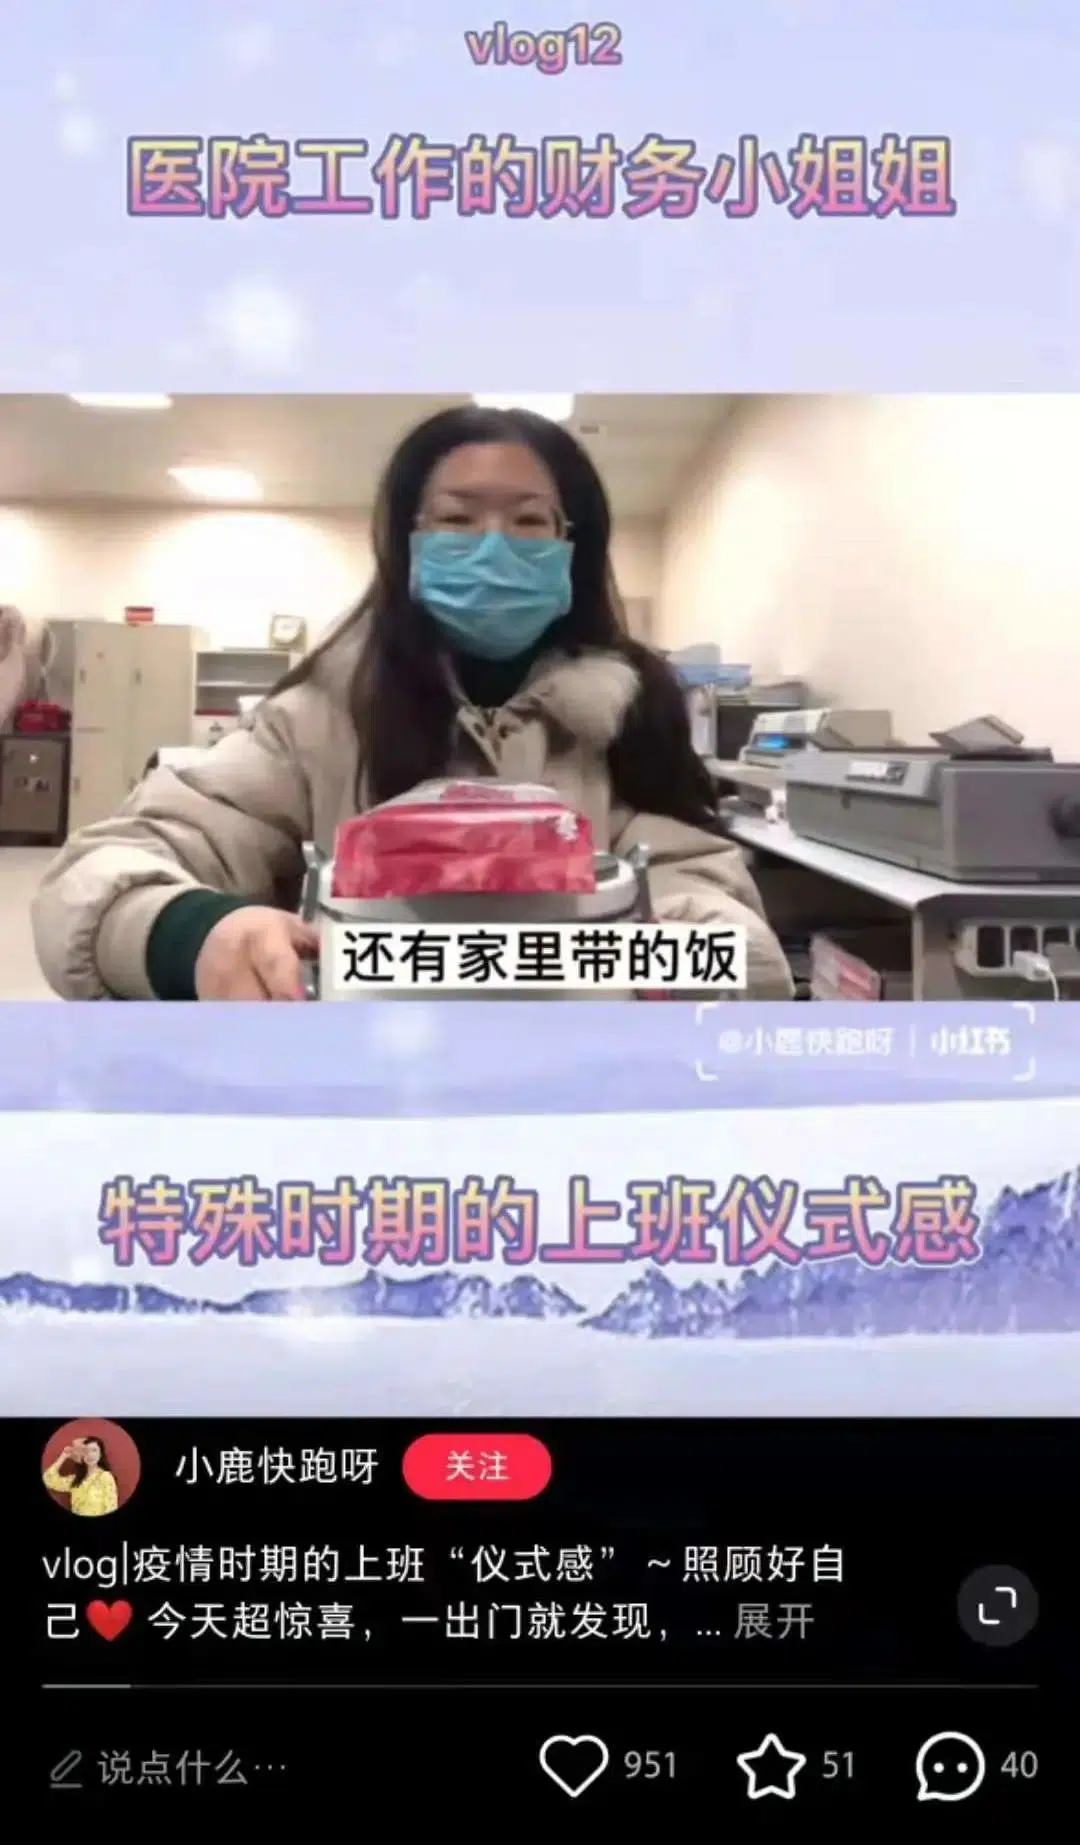 vlog12
医院工作的财务小姐姐
还有家里带的饭
@小鹿快跑呀 | 小红书
特殊时期的上班仪式感
小鹿快跑呀 关注
vlog|疫情时期的上班“仪式感”～照顾好自
己❤️ 今天超惊喜，一出门就发现，... 展开
说点什么... 951 51 40